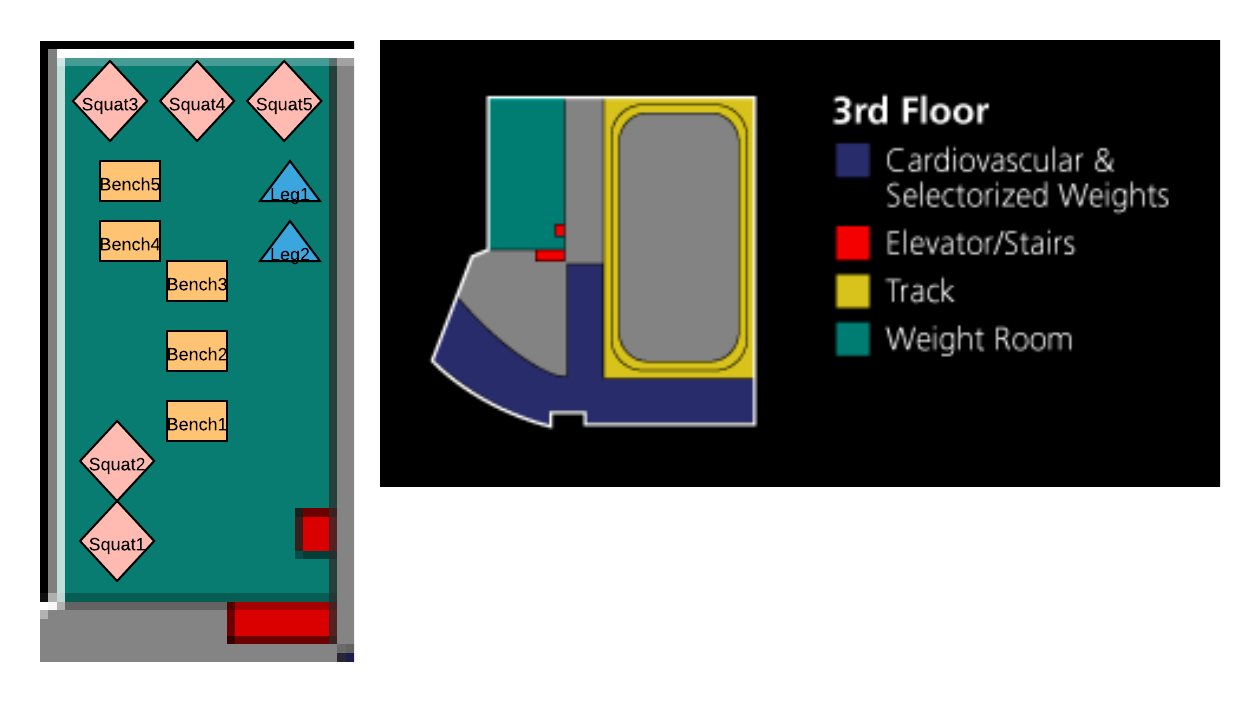 Squat3 Squat4 Squat5
Bench5
Leg1
Bench4
Leg2
Bench3
Bench2
Bench1
Squat2
Squat1
3rd Floor
Cardiovascular &
Selectorized Weights
Elevator/Stairs
Track
Weight Room